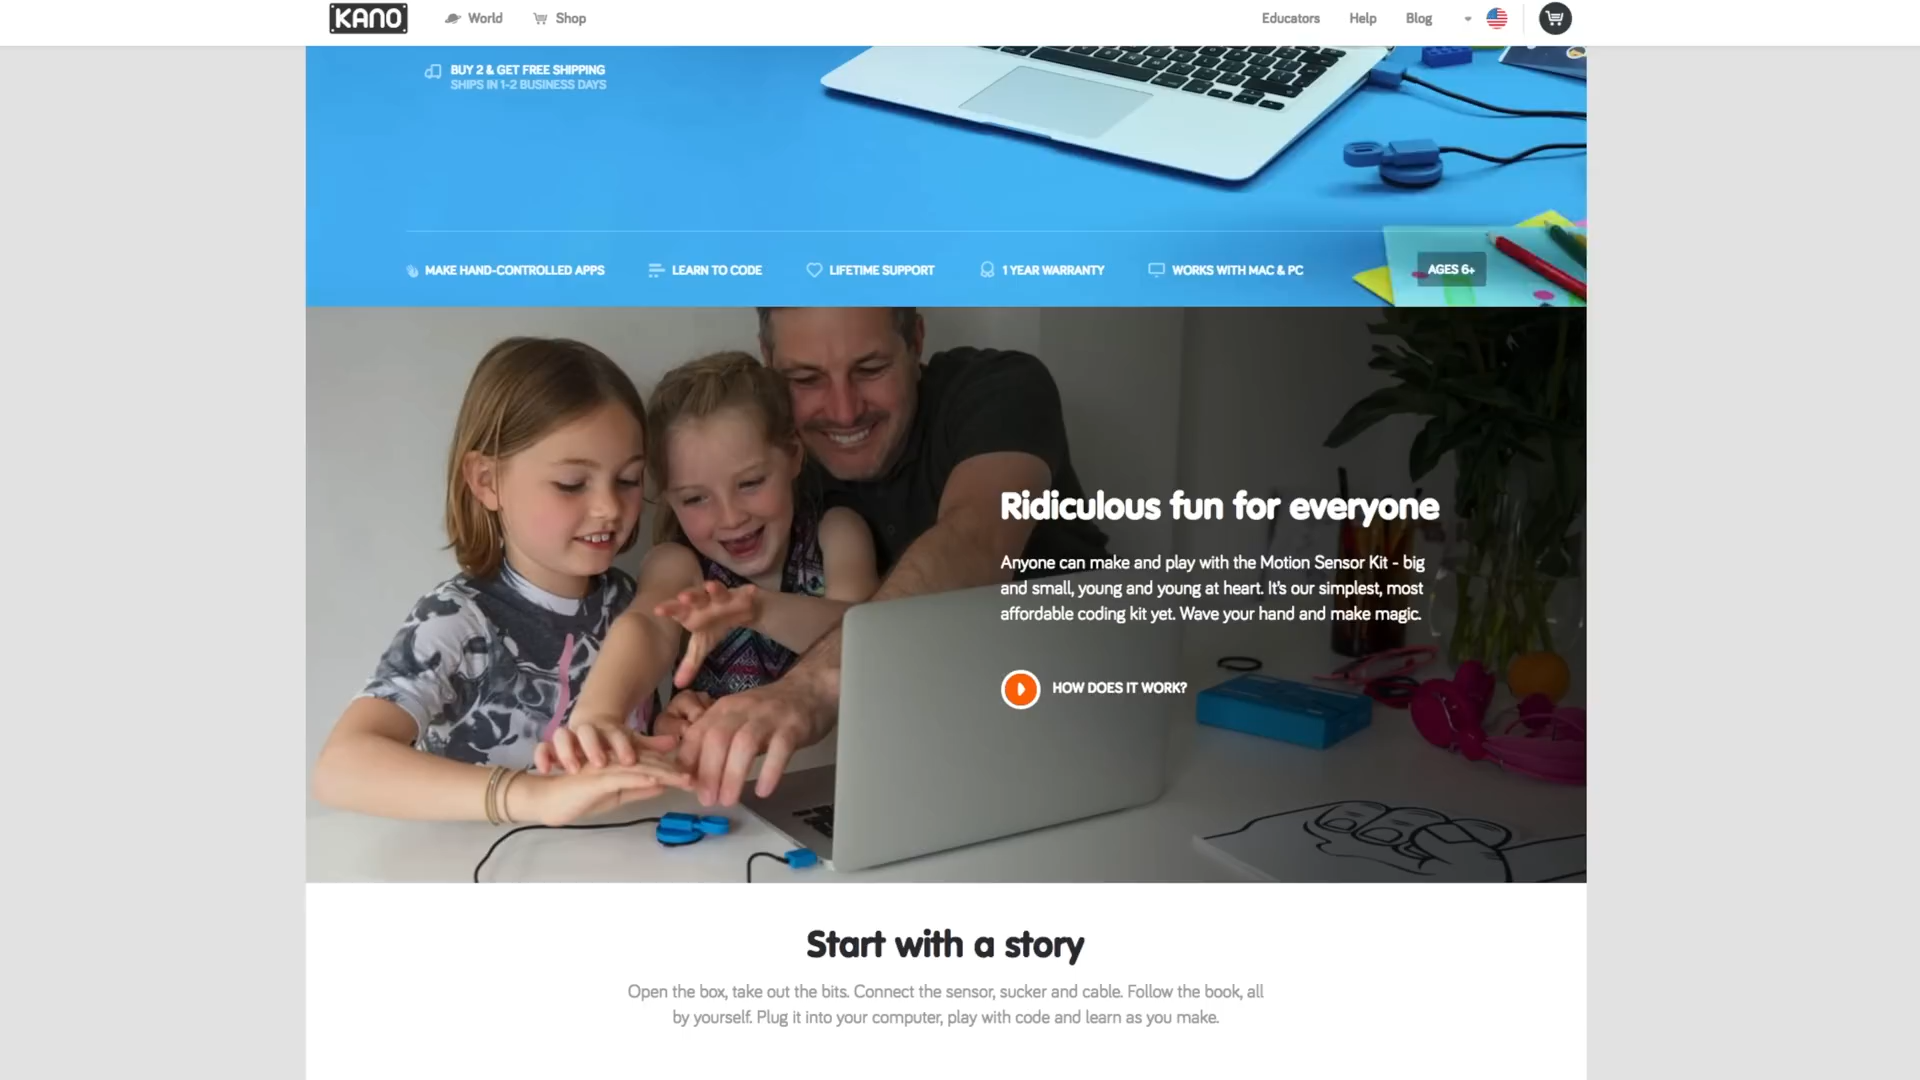 KANO
World
Shop
Educators
Help
Blog
BUY 2 & GET FREE SHIPPING
SHIPS IN 1-2 BUSINESS DAYS
MAKE HAND-CONTROLLED APPS
LEARN TO CODE
LIFETIME SUPPORT
1 YEAR WARRANTY
WORKS WITH MAC & PC
AGES 6+
Ridiculous fun for everyone
Anyone can make and play with the Motion Sensor Kit - big
and small, young and young at heart. It's our simplest, most
affordable coding kit yet. Wave your hand and make magic.
HOW DOES IT WORK?
Start with a story
Open the box, take out the bits. Connect the sensor, sucker and cable. Follow the book, all
by yourself. Plug it into your computer, play with code and learn as you make.